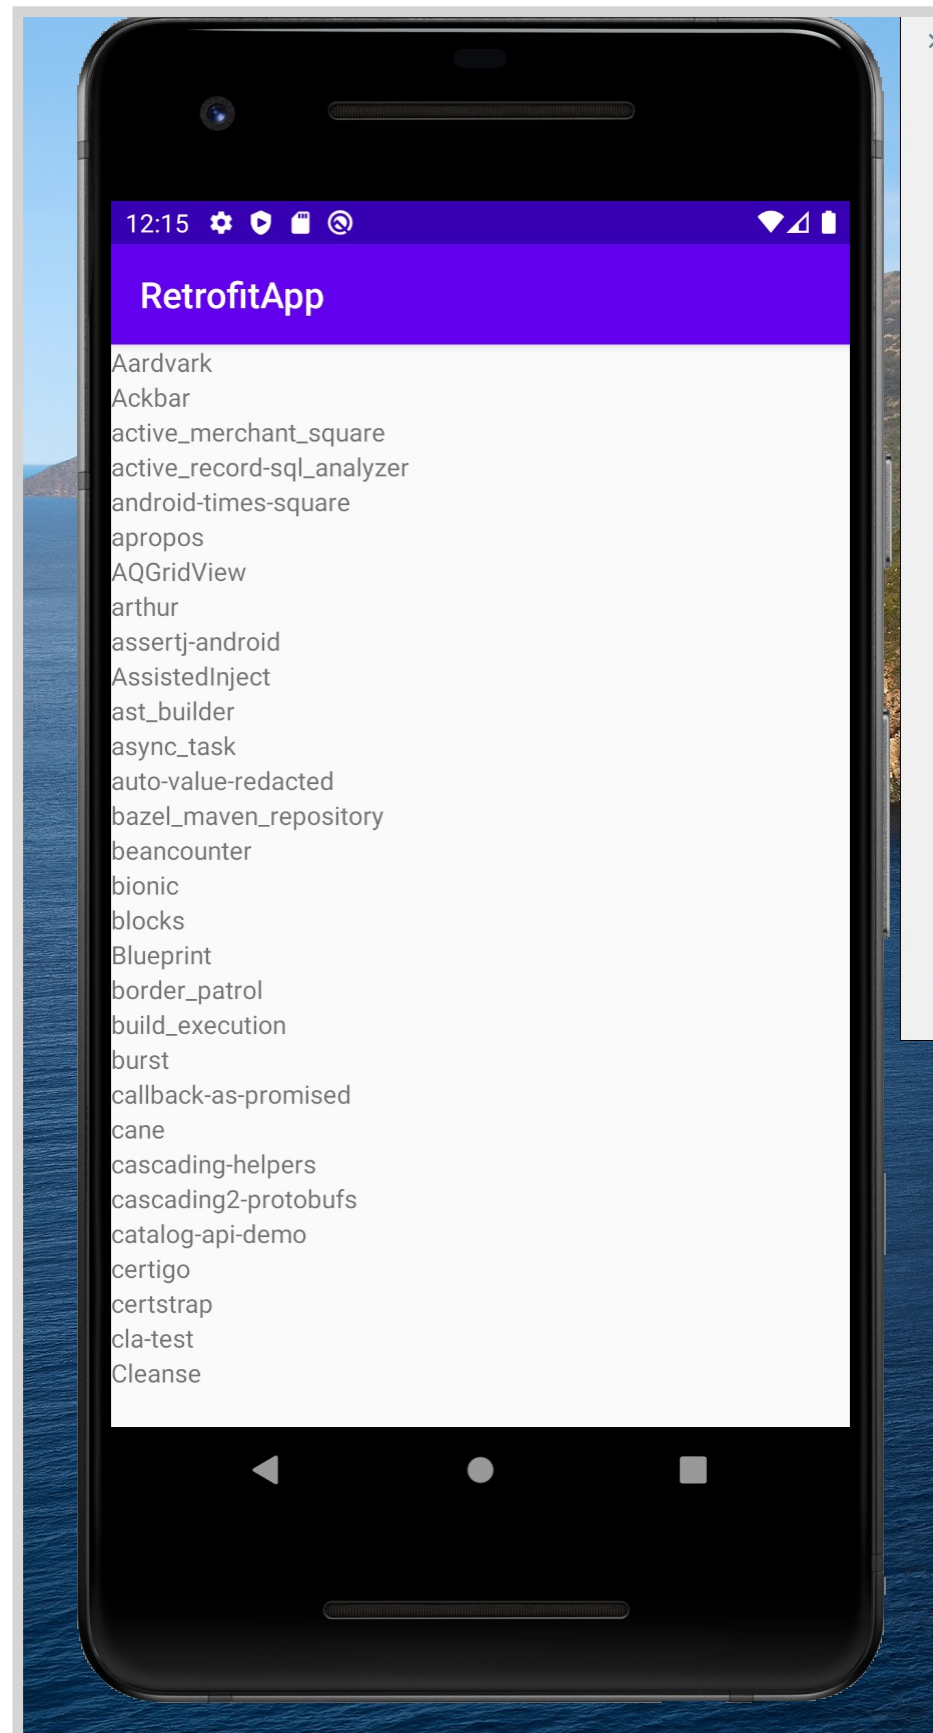 12:15
RetrofitApp
Aardvark
Ackbar
active_merchant_square
active_record-sql_analyzer
android-times-square
apropos
AQGridView
arthur
assertj-android
AssistedInject
ast_builder
async_task
auto-value-redacted
bazel_maven_repository
beancounter
bionic
blocks
Blueprint
border_patrol
build_execution
burst
callback-as-promised
cane
cascading-helpers
cascading2-protobufs
catalog-api-demo
certigo
certstrap
cla-test
Cleanse